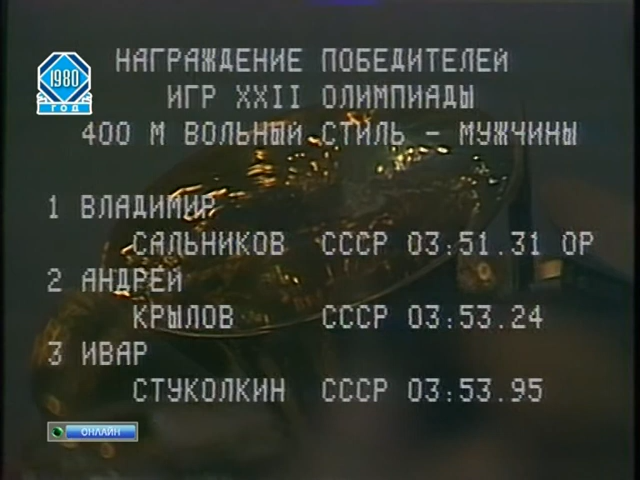 1980
ГОД
НАГРАЖДЕНИЕ ПОБЕДИТЕЛЕЙ
ИГР XXII ОЛИМПИАДЫ
400 М ВОЛЬНЫЙ СТИЛЬ - МУЖЧИНЫ
1 ВЛАДИМИР
САЛЬНИКОВ СССР 03:51.31 ОР
2 АНДРЕЙ
КРЫЛОВ СССР 03:53.24
3 ИВАР
СТУКОЛКИН СССР 03:53.95
ОНЛАЙН